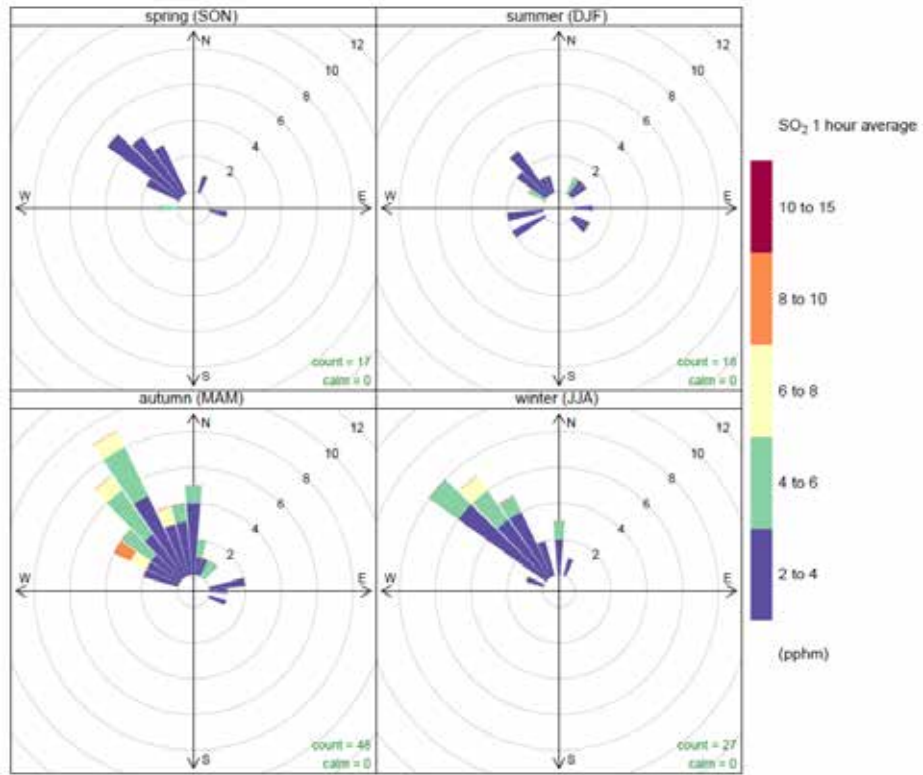 spring (SON)
N
12
10
8
6
4
2
W
E
S
count = 17
calm = 0
summer (DJF)
N
12
10
8
6
4
2
W
E
S
count = 18
calm = 0
autumn (MAM)
N
12
10
8
6
4
2
W
E
S
count = 46
calm = 0
winter (JJA)
N
12
10
8
6
4
2
W
E
S
count = 27
calm = 0
SO₂ 1 hour average
10 to 15
8 to 10
6 to 8
4 to 6
2 to 4
(pphm)